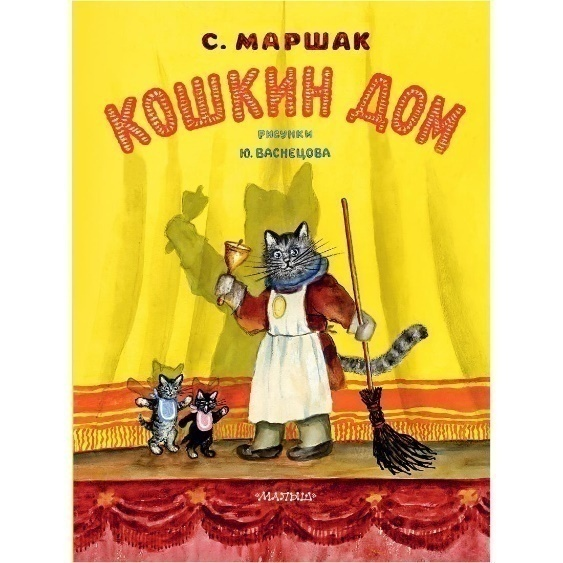 С. МАРШАК
КОШКИН ДОМ
РИСУНКИ
Ю. ВАСНЕЦОВА
«МАЛЫШ»